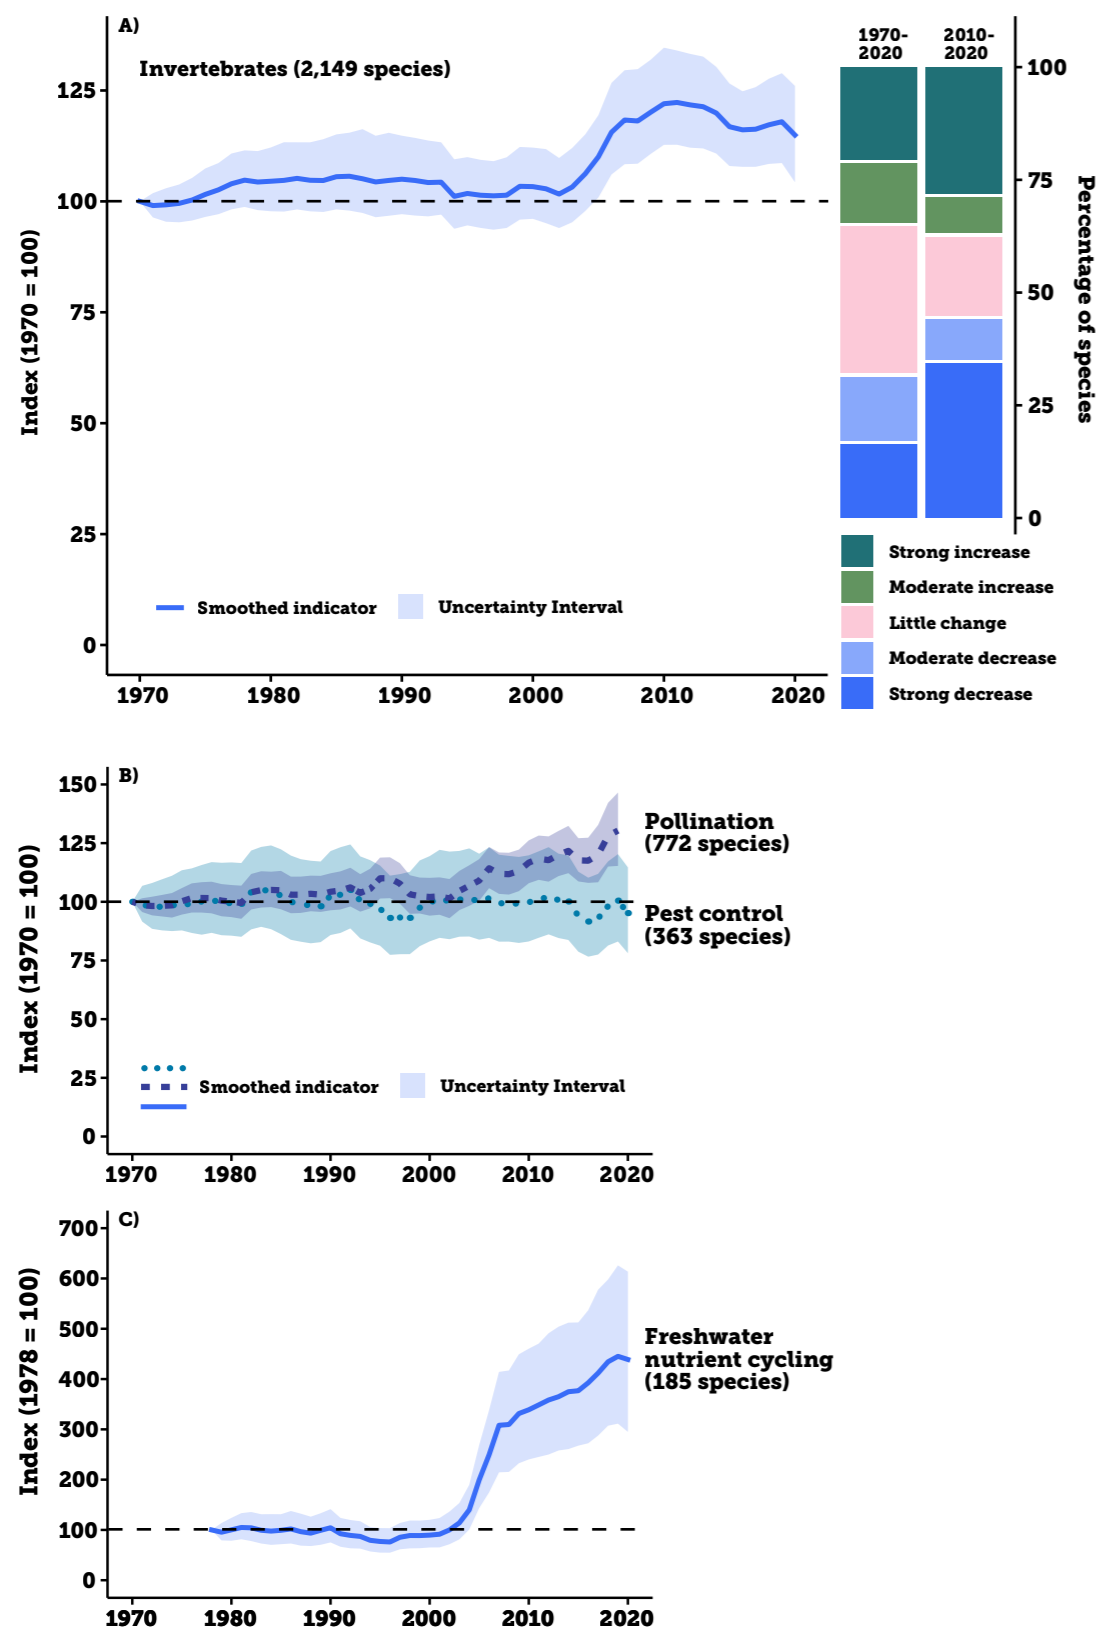 A)
Invertebrates (2,149 species)
Index (1970 = 100)
125
100
75
50
25
0
1970
1980
1990
2000
2010
2020
Smoothed indicator
Uncertainty Interval
1970-
2020
2010-
2020
100
75
50
25
0
Percentage of species
Strong increase
Moderate increase
Little change
Moderate decrease
Strong decrease
B)
Index (1970 = 100)
150
125
100
75
50
25
0
1970
1980
1990
2000
2010
2020
Pollination
(772 species)
Pest control
(363 species)
Smoothed indicator
Uncertainty Interval
C)
Index (1978 = 100)
700
600
500
400
300
200
100
0
1970
1980
1990
2000
2010
2020
Freshwater
nutrient cycling
(185 species)